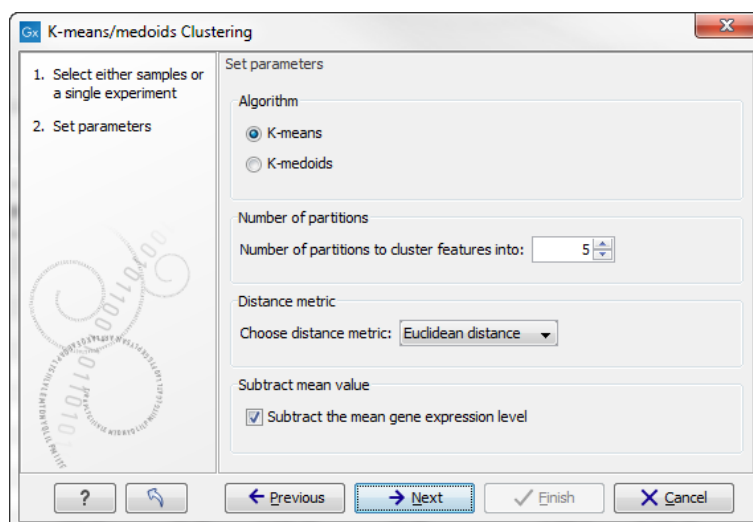 Gx K-means/medoids Clustering
1. Select either samples or
a single experiment
2. Set parameters
Set parameters
Algorithm
K-means
K-medoids
Number of partitions
Number of partitions to cluster features into: 5
Distance metric
Choose distance metric: Euclidean distance
Subtract mean value
Subtract the mean gene expression level
? Previous Next Finish Cancel